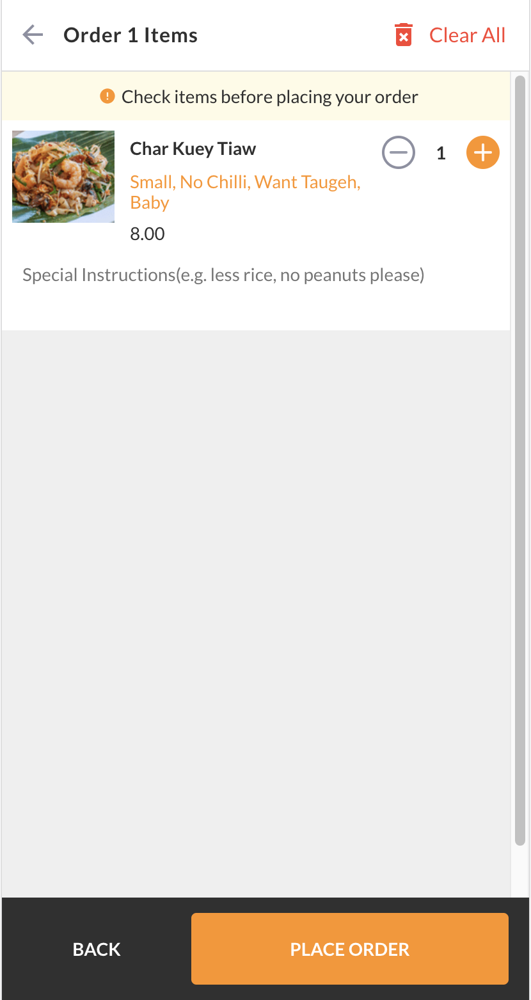 Order 1 Items
Clear All
Check items before placing your order
Char Kuey Tiaw
1
Small, No Chilli, Want Taugeh,
Baby
8.00
Special Instructions(e.g. less rice, no peanuts please)
BACK
PLACE ORDER